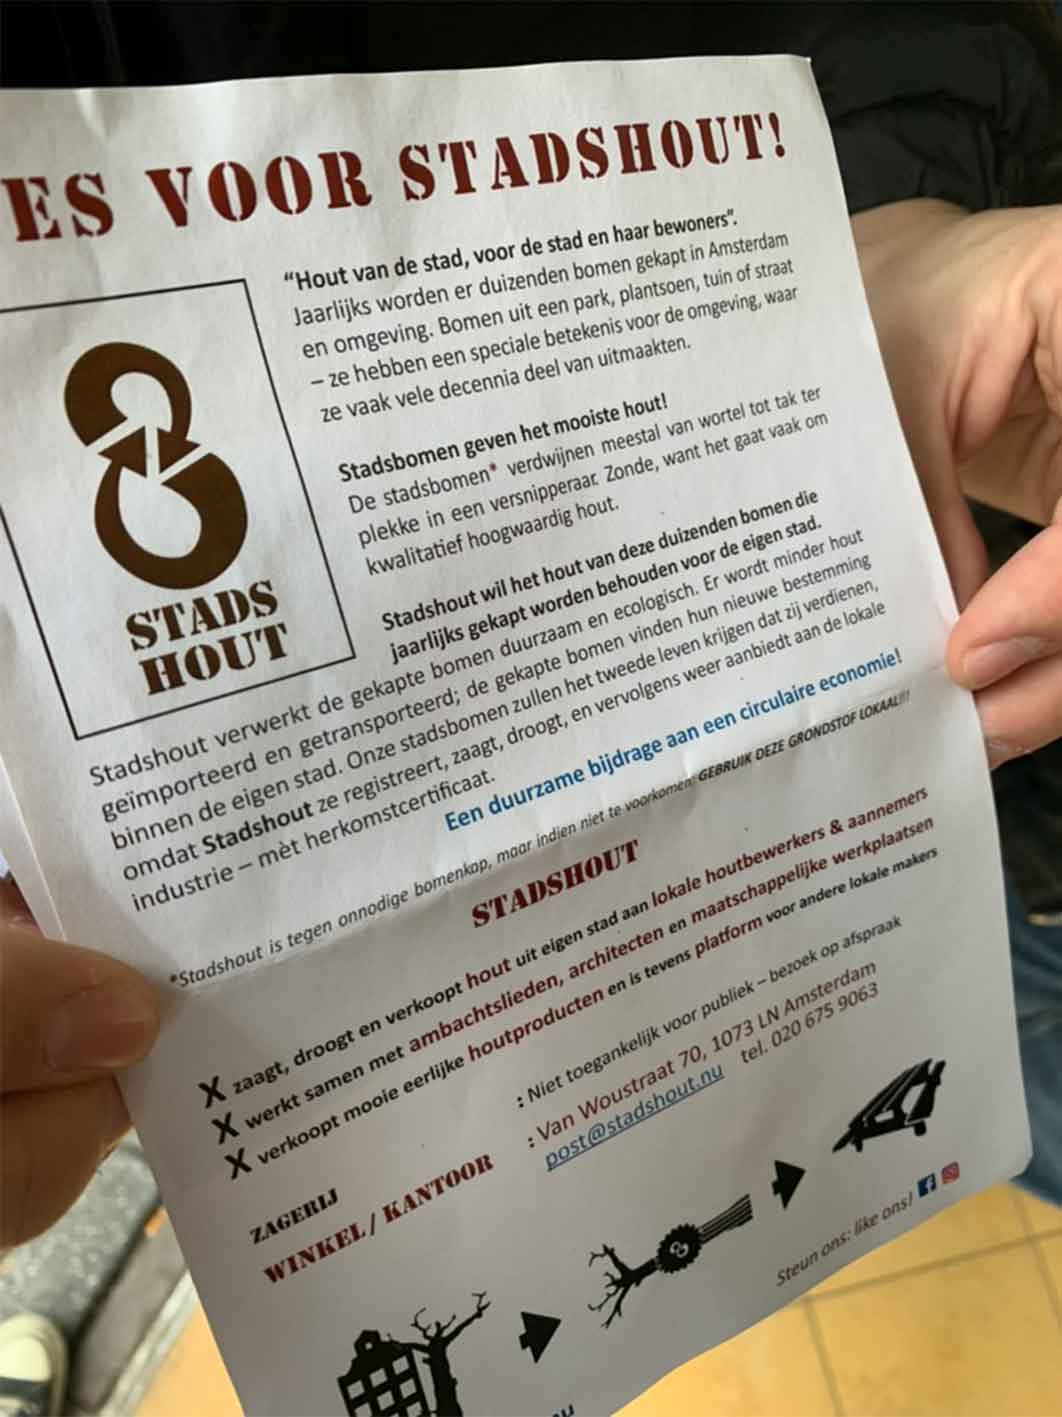 ES VOOR STADSHOUT!
“Hout van de stad, voor de stad en haar bewoners”.
Jaarlijks worden er duizenden bomen gekapt in Amsterdam
en omgeving. Bomen uit een park, plantsoen, tuin of straat
– ze hebben een speciale betekenis voor de omgeving, waar
ze vaak vele decennia deel van uitmaakten.
Stadsbomen geven het mooiste hout!
De stadsbomen* verdwijnen meestal van wortel tot tak ter
plekke in een versnipperaar. Zonde, want het gaat vaak om
kwalitatief hoogwaardig hout.
STADS
HOUT
Stadshout wil het hout van deze duizenden bomen die
jaarlijks gekapt worden behouden voor de eigen stad.
Stadshout verwerkt de gekapte bomen duurzaam en ecologisch. Er wordt minder hout
geïmporteerd en getransporteerd; de gekapte bomen vinden hun nieuwe bestemming
binnen de eigen stad. Onze stadsbomen zullen het tweede leven krijgen dat zij verdienen,
omdat Stadshout ze registreert, zaagt, droogt, en vervolgens weer aanbiedt aan de lokale
industrie – mèt herkomstcertificaat.
Een duurzame bijdrage aan een circulaire economie!
*Stadshout is tegen onnodige bomenkap, maar indien niet te voorkomen: GEBRUIK DEZE GRONDSTOF LOKAAL!!!
STADSHOUT
X zaagt, droogt en verkoopt hout uit eigen stad aan lokale houtbewerkers & aannemers
X werkt samen met ambachtslieden, architecten en maatschappelijke werkplaatsen
X verkoopt mooie eerlijke houtproducten en is tevens platform voor andere lokale makers
ZAGERIJ : Niet toegankelijk voor publiek – bezoek op afspraak
WINKEL / KANTOOR : Van Woustraat 70, 1073 LN Amsterdam
post@stadshout.nu tel. 020 675 9063
Steun ons: like ons!